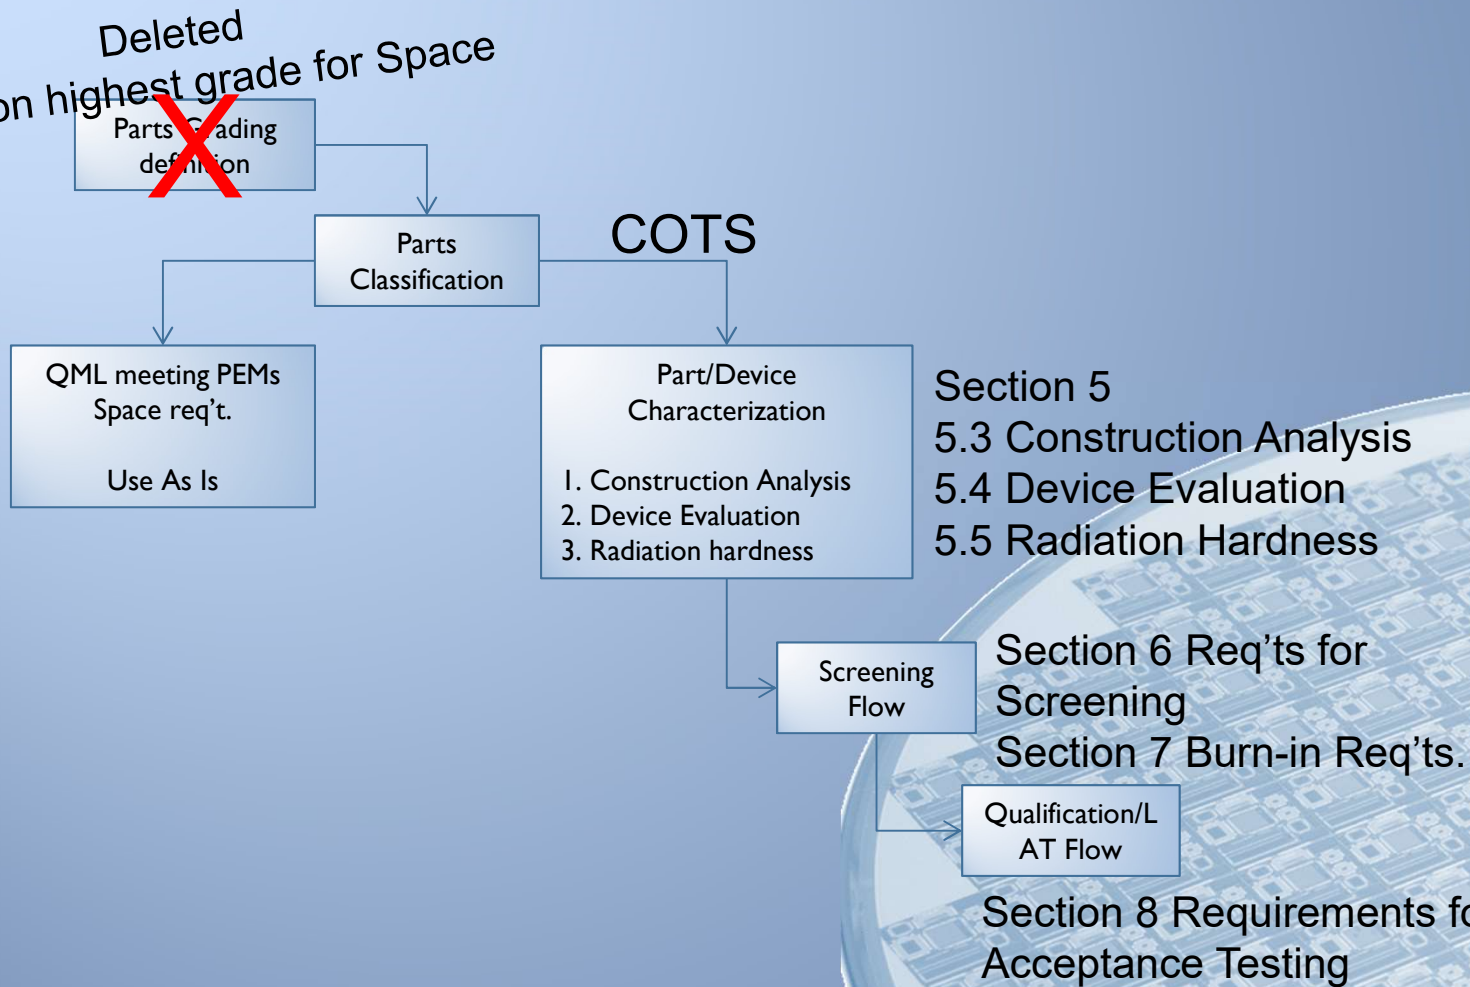 Deleted
on highest grade for Space
Parts Grading
definition
X
Parts
Classification
COTS
QML meeting PEMs
Space req't.
Use As Is
Part/Device
Characterization
1. Construction Analysis
2. Device Evaluation
3. Radiation hardness
Section 5
5.3 Construction Analysis
5.4 Device Evaluation
5.5 Radiation Hardness
Screening
Flow
Section 6 Req'ts for
Screening
Section 7 Burn-in Req'ts.
Qualification/L
AT Flow
Section 8 Requirements fo
Acceptance Testing